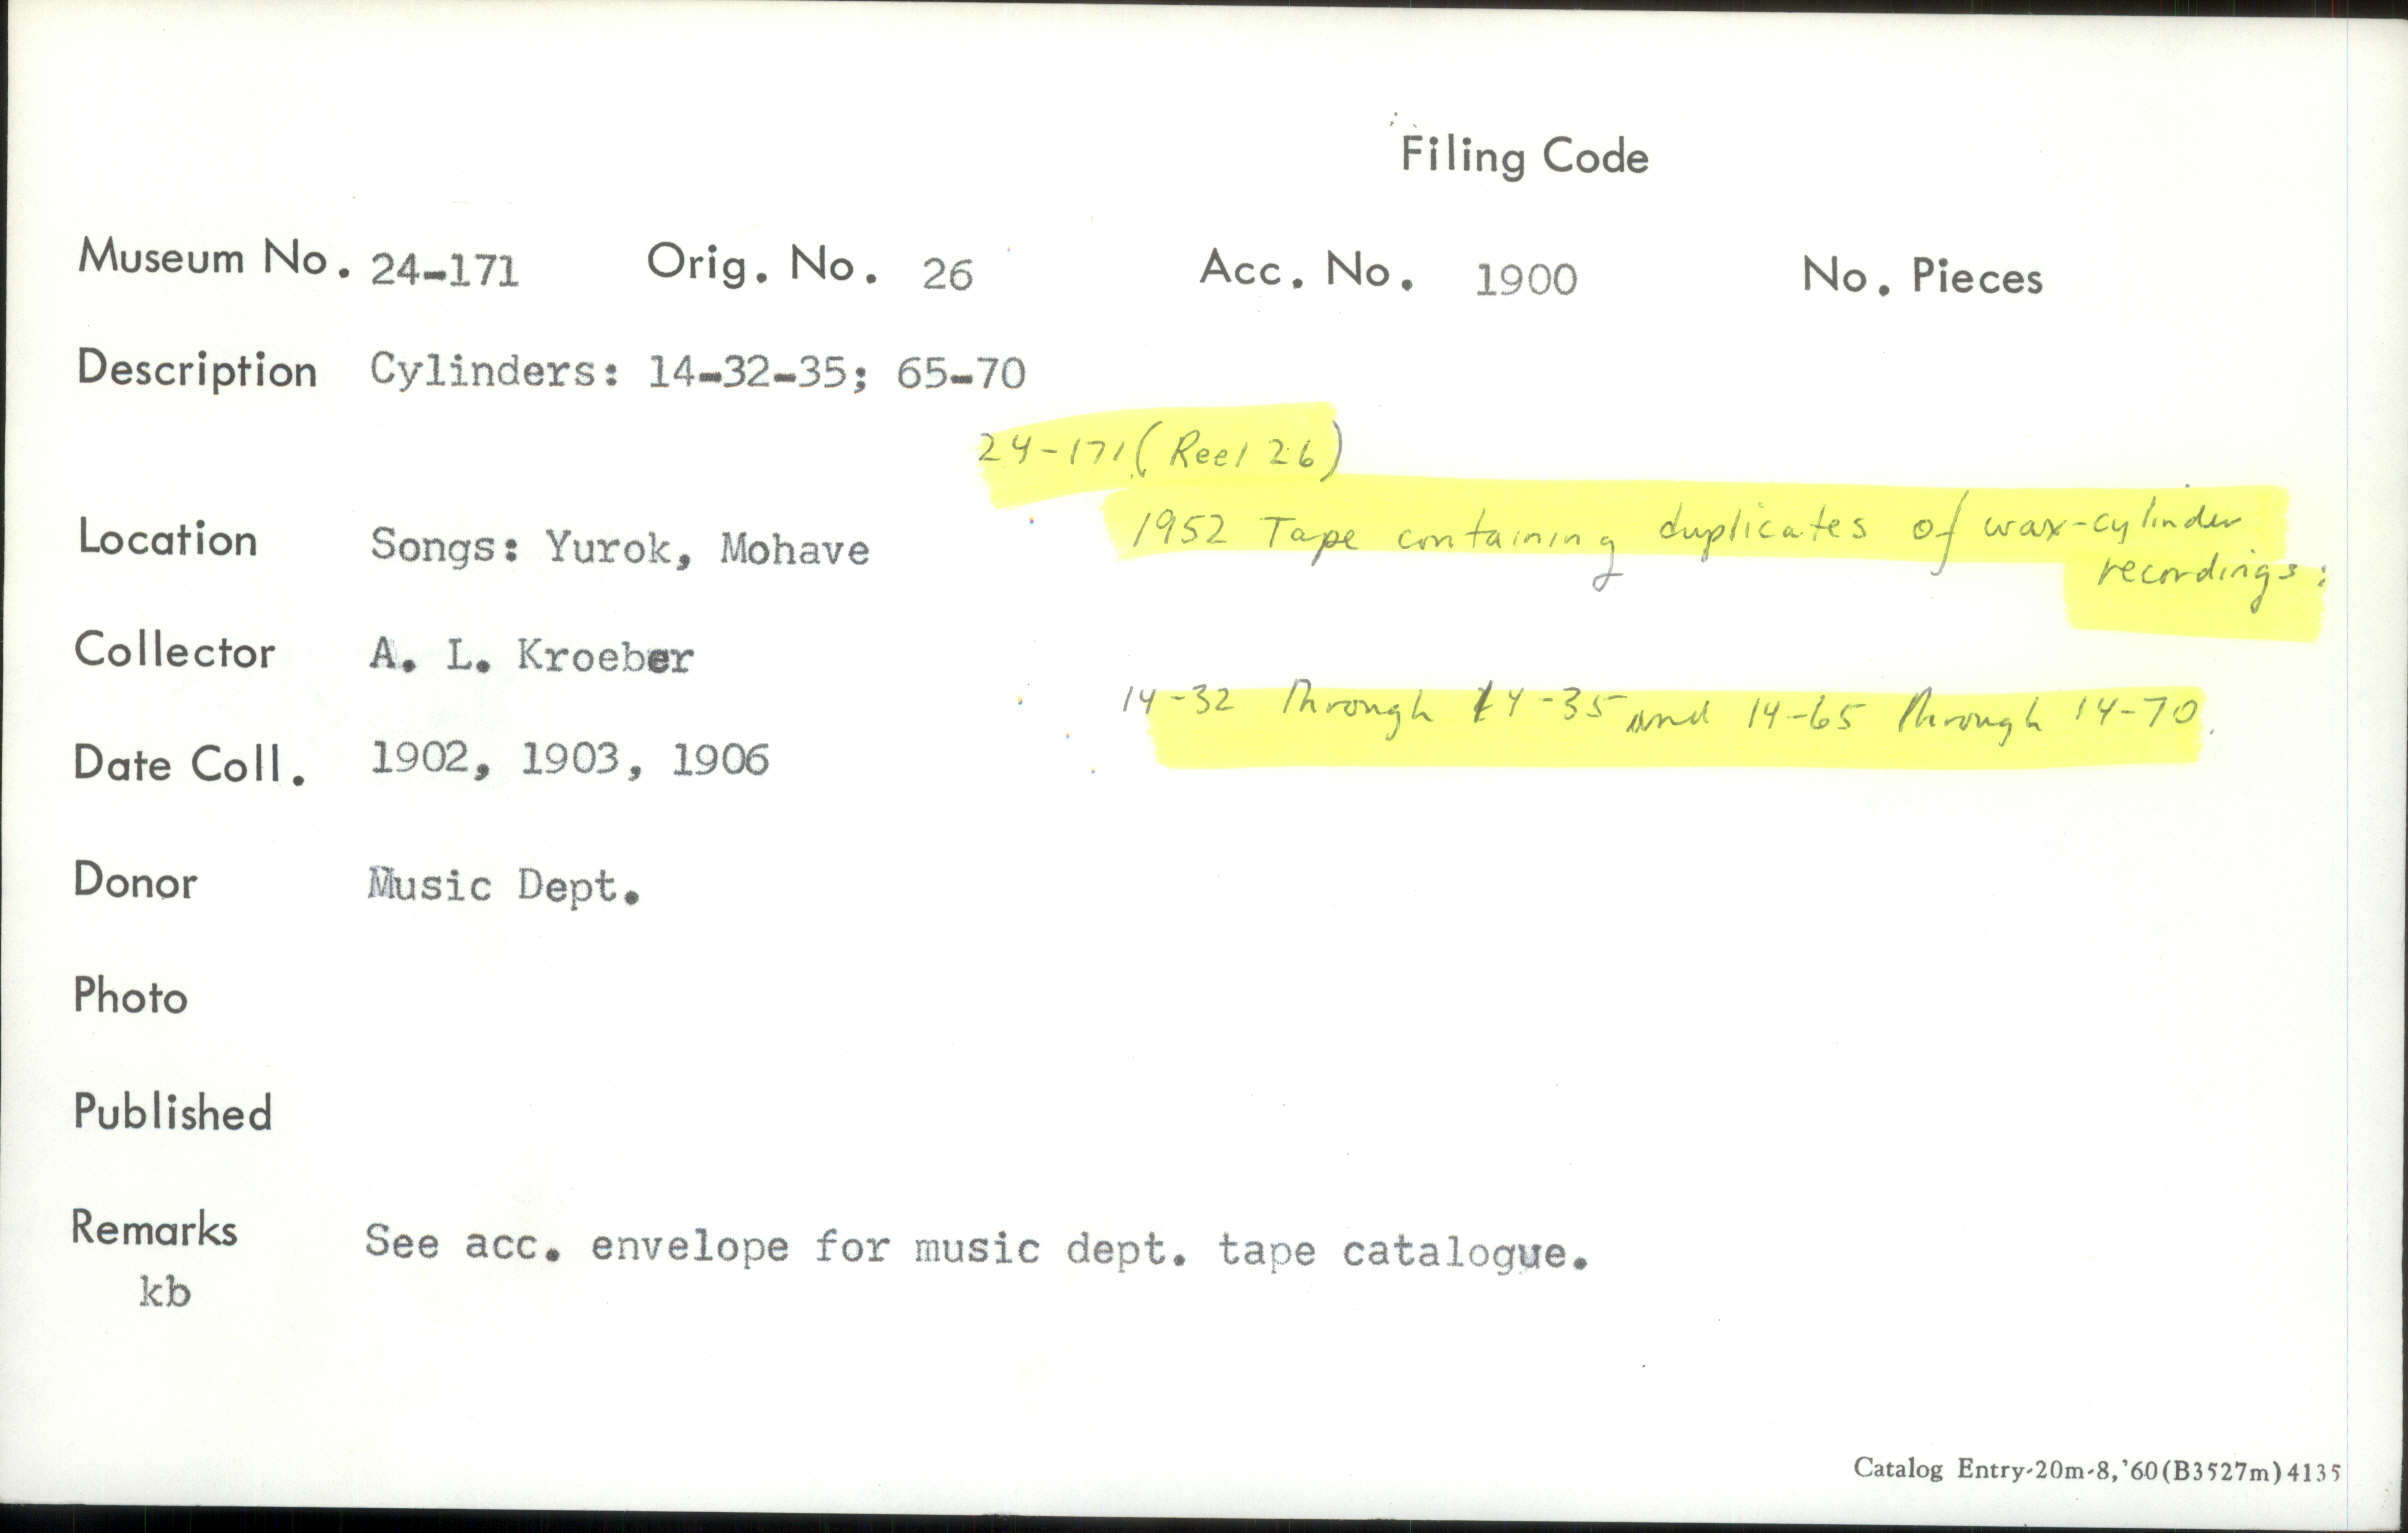 Filing Code
Museum No. 24-171 Orig. No. 26 Acc. No. 1900 No. Pieces
Description Cylinders: 14-32-35; 65-70
24-171 (Reel 26)
Location Songs: Yurok, Mohave
1952 Tape containing duplicates of wax-cylinder
recordings:
Collector A. L. Kroeber
14-32 through 14-35 and 14-65 through 14-70.
Date Coll. 1902, 1903, 1906
Donor Music Dept.
Photo
Published
Remarks See acc. envelope for music dept. tape catalogue.
kb
Catalog Entry-20m-8,'60(B3527m)4135